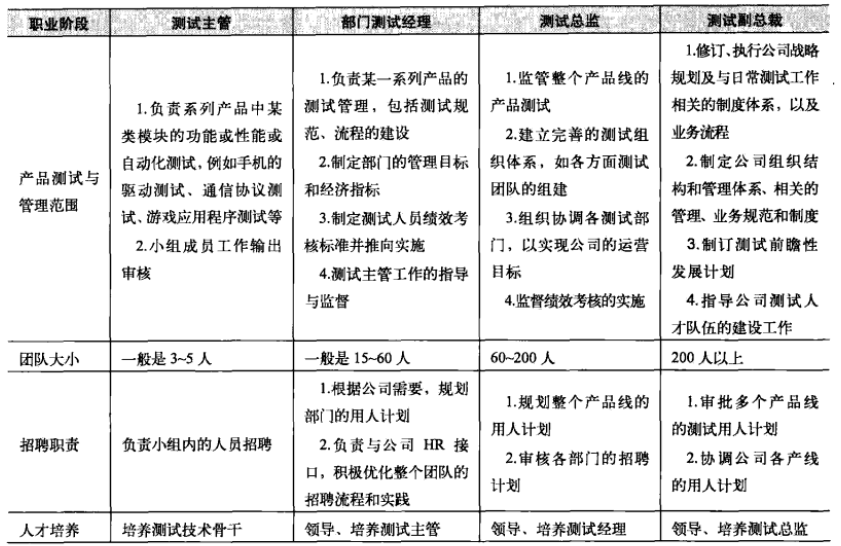 职业阶段
测试主管
部门测试经理
测试总监
测试副总裁
产品测试与
管理范围
1.负责系列产品中某
类模块的功能或性能或
自动化测试,例如手机的
驱动测试、通信协议测
试、游戏应用程序测试等
2.小组成员工作输出
审核
1.负责某一系列产品的
测试管理，包括测试规
范、流程的建设
2.制定部门的管理目标
和经济指标
3.制定测试人员绩效考
核标准并推向实施
4.测试主管工作的指导
与监督
1.监管整个产品线的
产品测试
2.建立完善的测试组
织体系，如各方面测试
团队的组建
3.组织协调各测试部
门，以实现公司的运营
目标
4.监督绩效考核的实施
1.修订、执行公司战略
规划及与日常测试工作
相关的制度体系，以及
业务流程
2.制定公司组织结
构和管理体系、相关的
管理、业务规范和制度
3.制订测试前瞻性
发展计划
4.指导公司测试人
才队伍的建设工作
团队大小
一般是 3~5 人
一般是 15~60 人
60~200 人
200 人以上
招聘职责
负责小组内的人员招聘
1.根据公司需要，规划
部门的用人计划
2.负责与公司 HR 接
口，积极优化整个团队的
招聘流程和实践
1.规划整个产品线的
用人计划
2.审核各部门的招聘
计划
1.审批多个产品线
的测试用人计划
2.协调公司各产线
的用人计划
人才培养
培养测试技术骨干
领导、培养测试主管
领导、培养测试经理
领导、培养测试总监